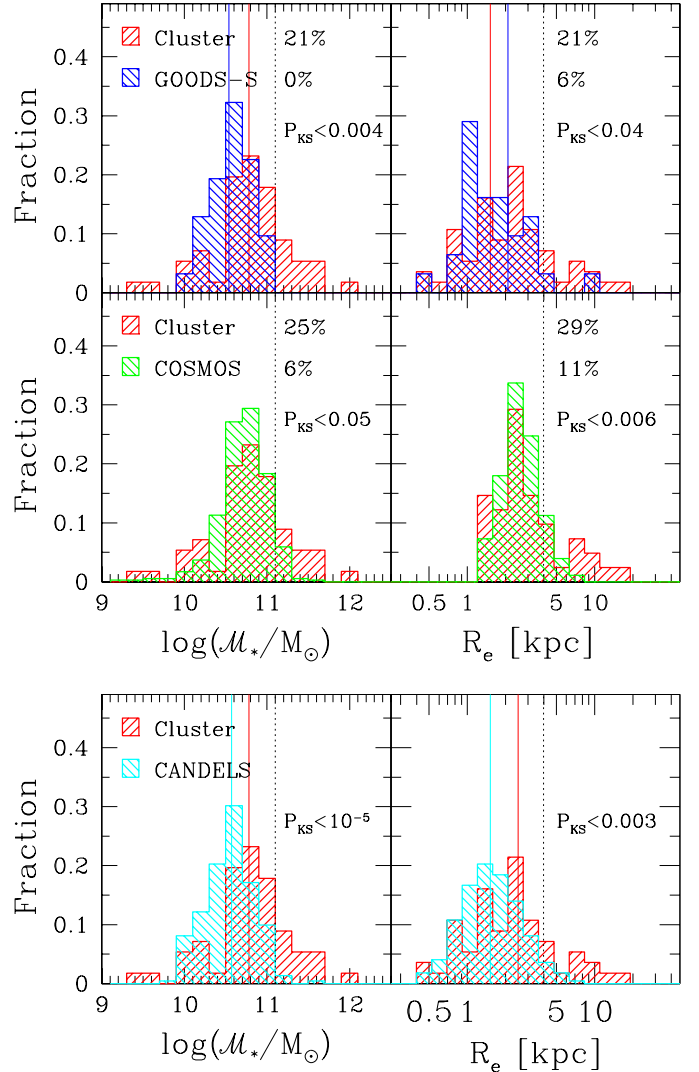 Fraction
0.4
0.3
0.2
0.1
0
Cluster 21%
GOODS-S 0%
P_KS<0.004
21%
6%
P_KS<0.04
Fraction
0.4
0.3
0.2
0.1
0
Cluster 25%
COSMOS 6%
P_KS<0.05
29%
11%
P_KS<0.006
9 10 11 12
0.5 1 5 10
log(ℳ_*/M_⊙)
R_e [kpc]
Fraction
0.4
0.3
0.2
0.1
0
Cluster
CANDELS
P_KS<10^-5
P_KS<0.003
9 10 11 12
0.5 1 5 10
log(ℳ_*/M_⊙)
R_e [kpc]